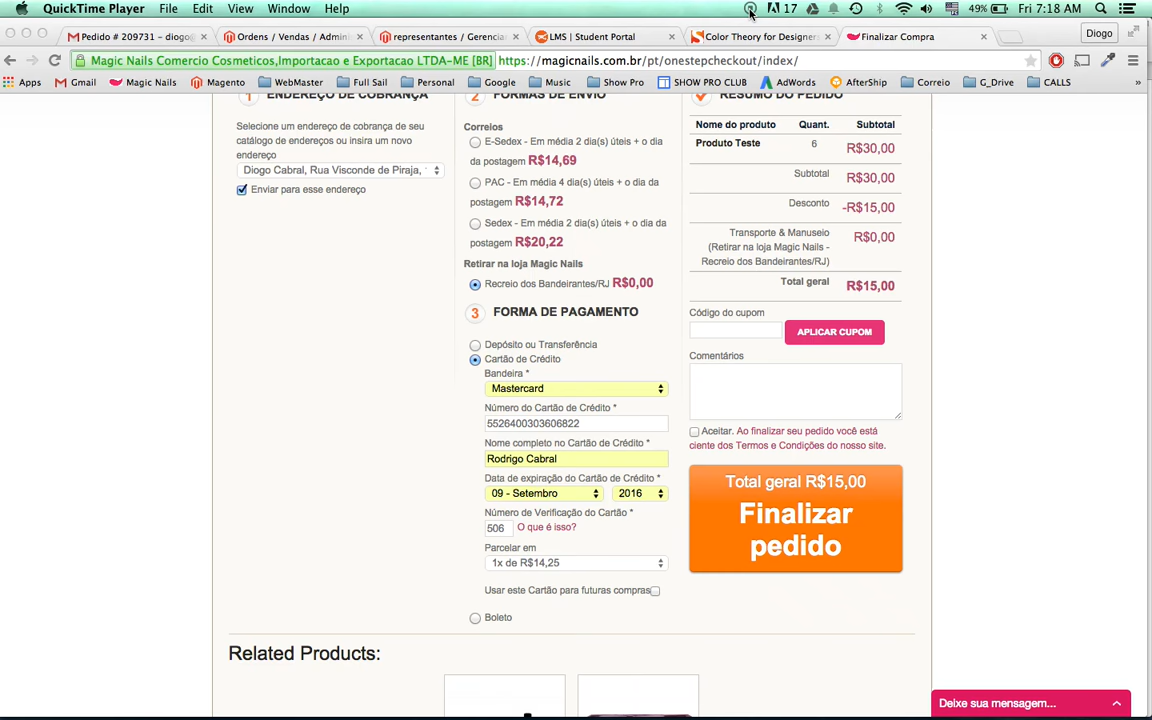 QuickTime Player File Edit View Window Help 17 49% Fri 7:18 AM
Pedido # 209731 – diogo@ Ordens / Vendas / Admini representantes / Gerencia LMS | Student Portal Color Theory for Designers Finalizar Compra Diogo
Magic Nails Comercio Cosmeticos,Importacao e Exportacao LTDA-ME [BR] https://magicnails.com.br/pt/onestepcheckout/index/
Apps Gmail Magic Nails Magento WebMaster Full Sail Personal Google Music Show Pro SHOW PRO CLUB AdWords AfterShip Correio G_Drive CALLS »
1 ENDEREÇO DE COBRANÇA
Selecione um endereço de cobrança de seu
catálogo de endereços ou insira um novo
endereço
Diogo Cabral, Rua Visconde de Piraja,
Enviar para esse endereço
2 FORMAS DE ENVIO
Correios
E-Sedex - Em média 2 dia(s) úteis + o dia
da postagem R$14,69
PAC - Em média 4 dia(s) úteis + o dia da
postagem R$14,72
Sedex - Em média 2 dia(s) úteis + o dia da
postagem R$20,22
Retirar na loja Magic Nails
Recreio dos Bandeirantes/RJ R$0,00
3 FORMA DE PAGAMENTO
Depósito ou Transferência
Cartão de Crédito
Bandeira *
Mastercard
Número do Cartão de Crédito *
5526400303606822
Nome completo no Cartão de Crédito *
Rodrigo Cabral
Data de expiração do Cartão de Crédito *
09 - Setembro 2016
Número de Verificação do Cartão *
506 O que é isso?
Parcelar em
1x de R$14,25
Usar este Cartão para futuras compras
Boleto
RESUMO DO PEDIDO
Nome do produto Quant. Subtotal
Produto Teste 6 R$30,00
Subtotal R$30,00
Desconto -R$15,00
Transporte & Manuseio R$0,00
(Retirar na loja Magic Nails -
Recreio dos Bandeirantes/RJ)
Total geral R$15,00
Código do cupom
APLICAR CUPOM
Comentários
Aceitar. Ao finalizar seu pedido você está
ciente dos Termos e Condições do nosso site.
Total geral R$15,00
Finalizar
pedido
Related Products:
Deixe sua mensagem...